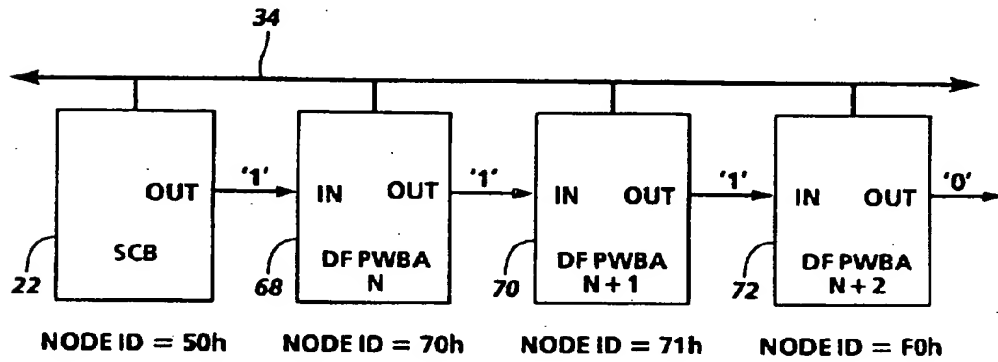 34
'1' '1' '1' '0'
OUT IN OUT IN OUT IN OUT
SCB DF PWBA DF PWBA DF PWBA
N N + 1 N + 2
22 68 70 72
NODE ID = 50h NODE ID = 70h NODE ID = 71h NODE ID = F0h